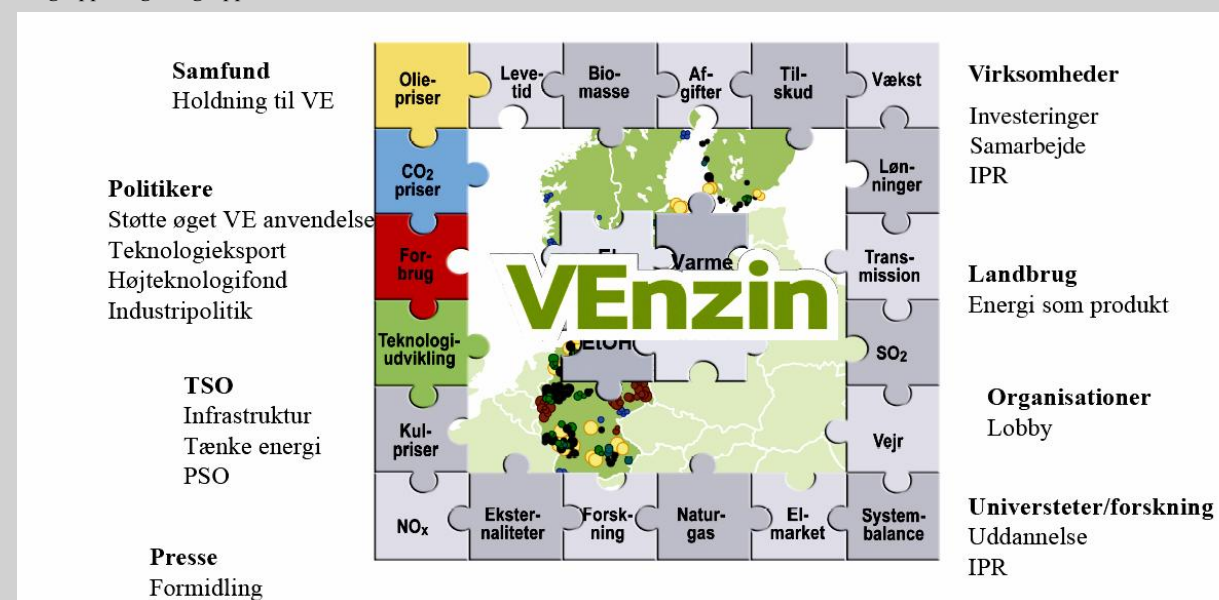 Samfund
Holdning til VE
Politikere
Støtte øget VE anvendelse
Teknologieksport
Højteknologifond
Industripolitik
TSO
Infrastruktur
Tænke energi
PSO
Presse
Formidling
Olie-
priser
Leve-
tid
Bio-
masse
Af-
gifter
Til-
skud
Vækst
CO₂
priser
Løn-
ninger
For-
brug
Varme
Trans-
mission
VEnzin
Teknologi-
udvikling
EtOH
SO₂
Kul-
priser
Vejr
NOₓ
Ekster-
naliteter
Forsk-
ning
Natur-
gas
El-
market
System-
balance
Virksomheder
Investeringer
Samarbejde
IPR
Landbrug
Energi som produkt
Organisationer
Lobby
Universteter/forskning
Uddannelse
IPR